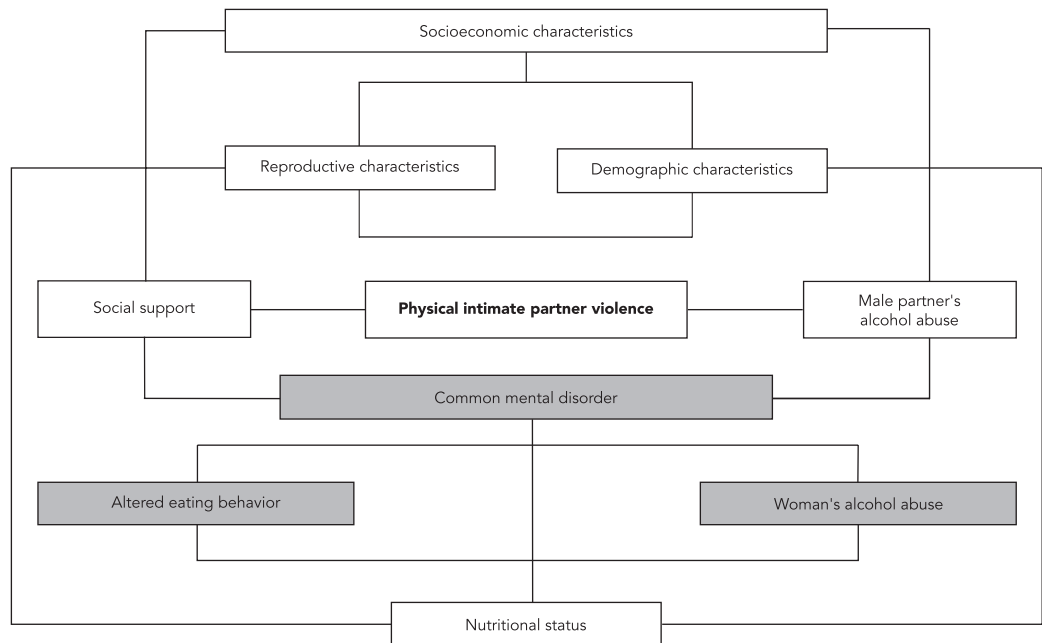 Socioeconomic characteristics
Reproductive characteristics
Demographic characteristics
Social support
Physical intimate partner violence
Male partner's
alcohol abuse
Common mental disorder
Altered eating behavior
Woman's alcohol abuse
Nutritional status